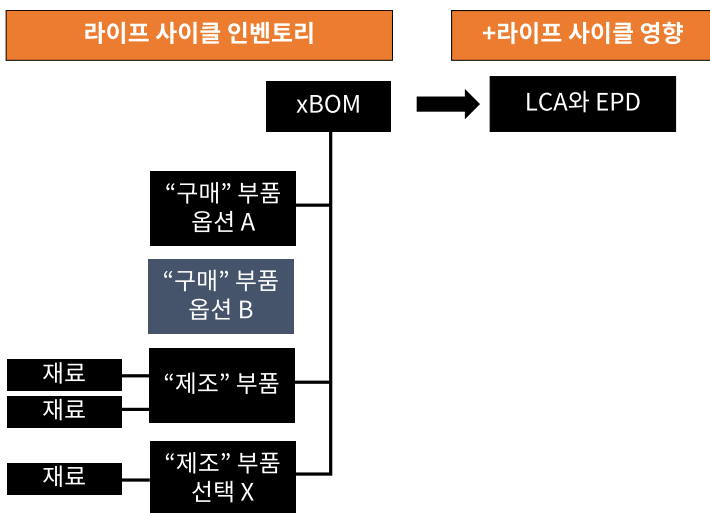 라이프 사이클 인벤토리
+라이프 사이클 영향
xBOM
LCA와 EPD
“구매” 부품
옵션 A
“구매” 부품
옵션 B
재료
재료
“제조” 부품
재료
“제조” 부품
선택 X